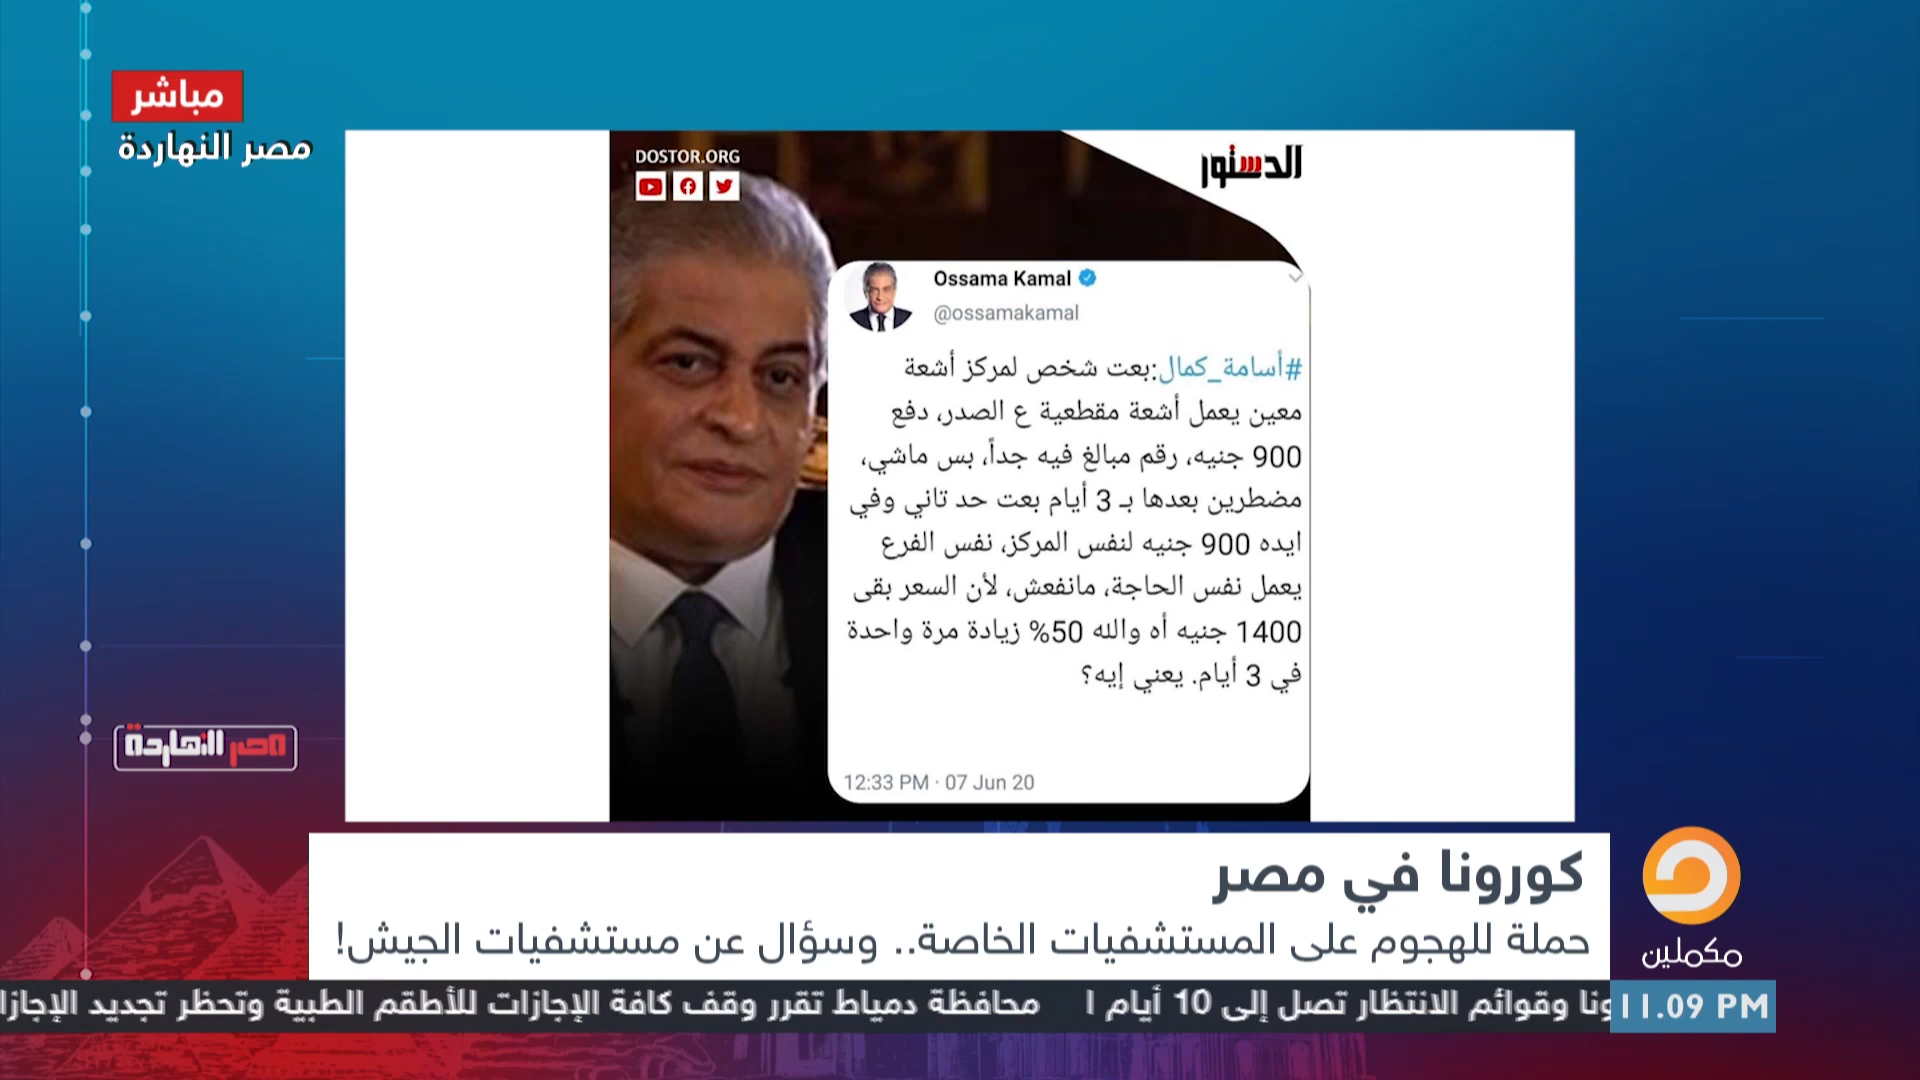 مباشر
مصر النهاردة
DOSTOR.ORG
الدستور
Ossama Kamal
@ossamakamal
#أسامة_كمال:بعت شخص لمركز أشعة
معين يعمل أشعة مقطعية ع الصدر، دفع
900 جنيه، رقم مبالغ فيه جداً، بس ماشي،
مضطرين بعدها بـ 3 أيام بعت حد تاني وفي
ايده 900 جنيه لنفس المركز، نفس الفرع
يعمل نفس الحاجة، مانفعش، لأن السعر بقى
1400 جنيه أه والله 50% زيادة مرة واحدة
في 3 أيام. يعني إيه؟
12:33 PM · 07 Jun 20
مصر النهاردة
كورونا في مصر
حملة للهجوم على المستشفيات الخاصة.. وسؤال عن مستشفيات الجيش!
مكملين
وقوائم الانتظار تصل إلى 10 أيام ا محافظة دمياط تقرر وقف كافة الإجازات للأطقم الطبية وتحظر تجديد
11.09 PM